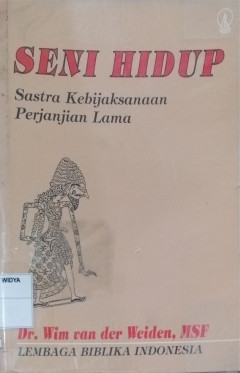 SENI HIDUP
Sastra Kebijaksanaan
Perjanjian Lama
WIDYA
Dr. Wim van der Weiden, MSF
LEMBAGA BIBLIKA INDONESIA